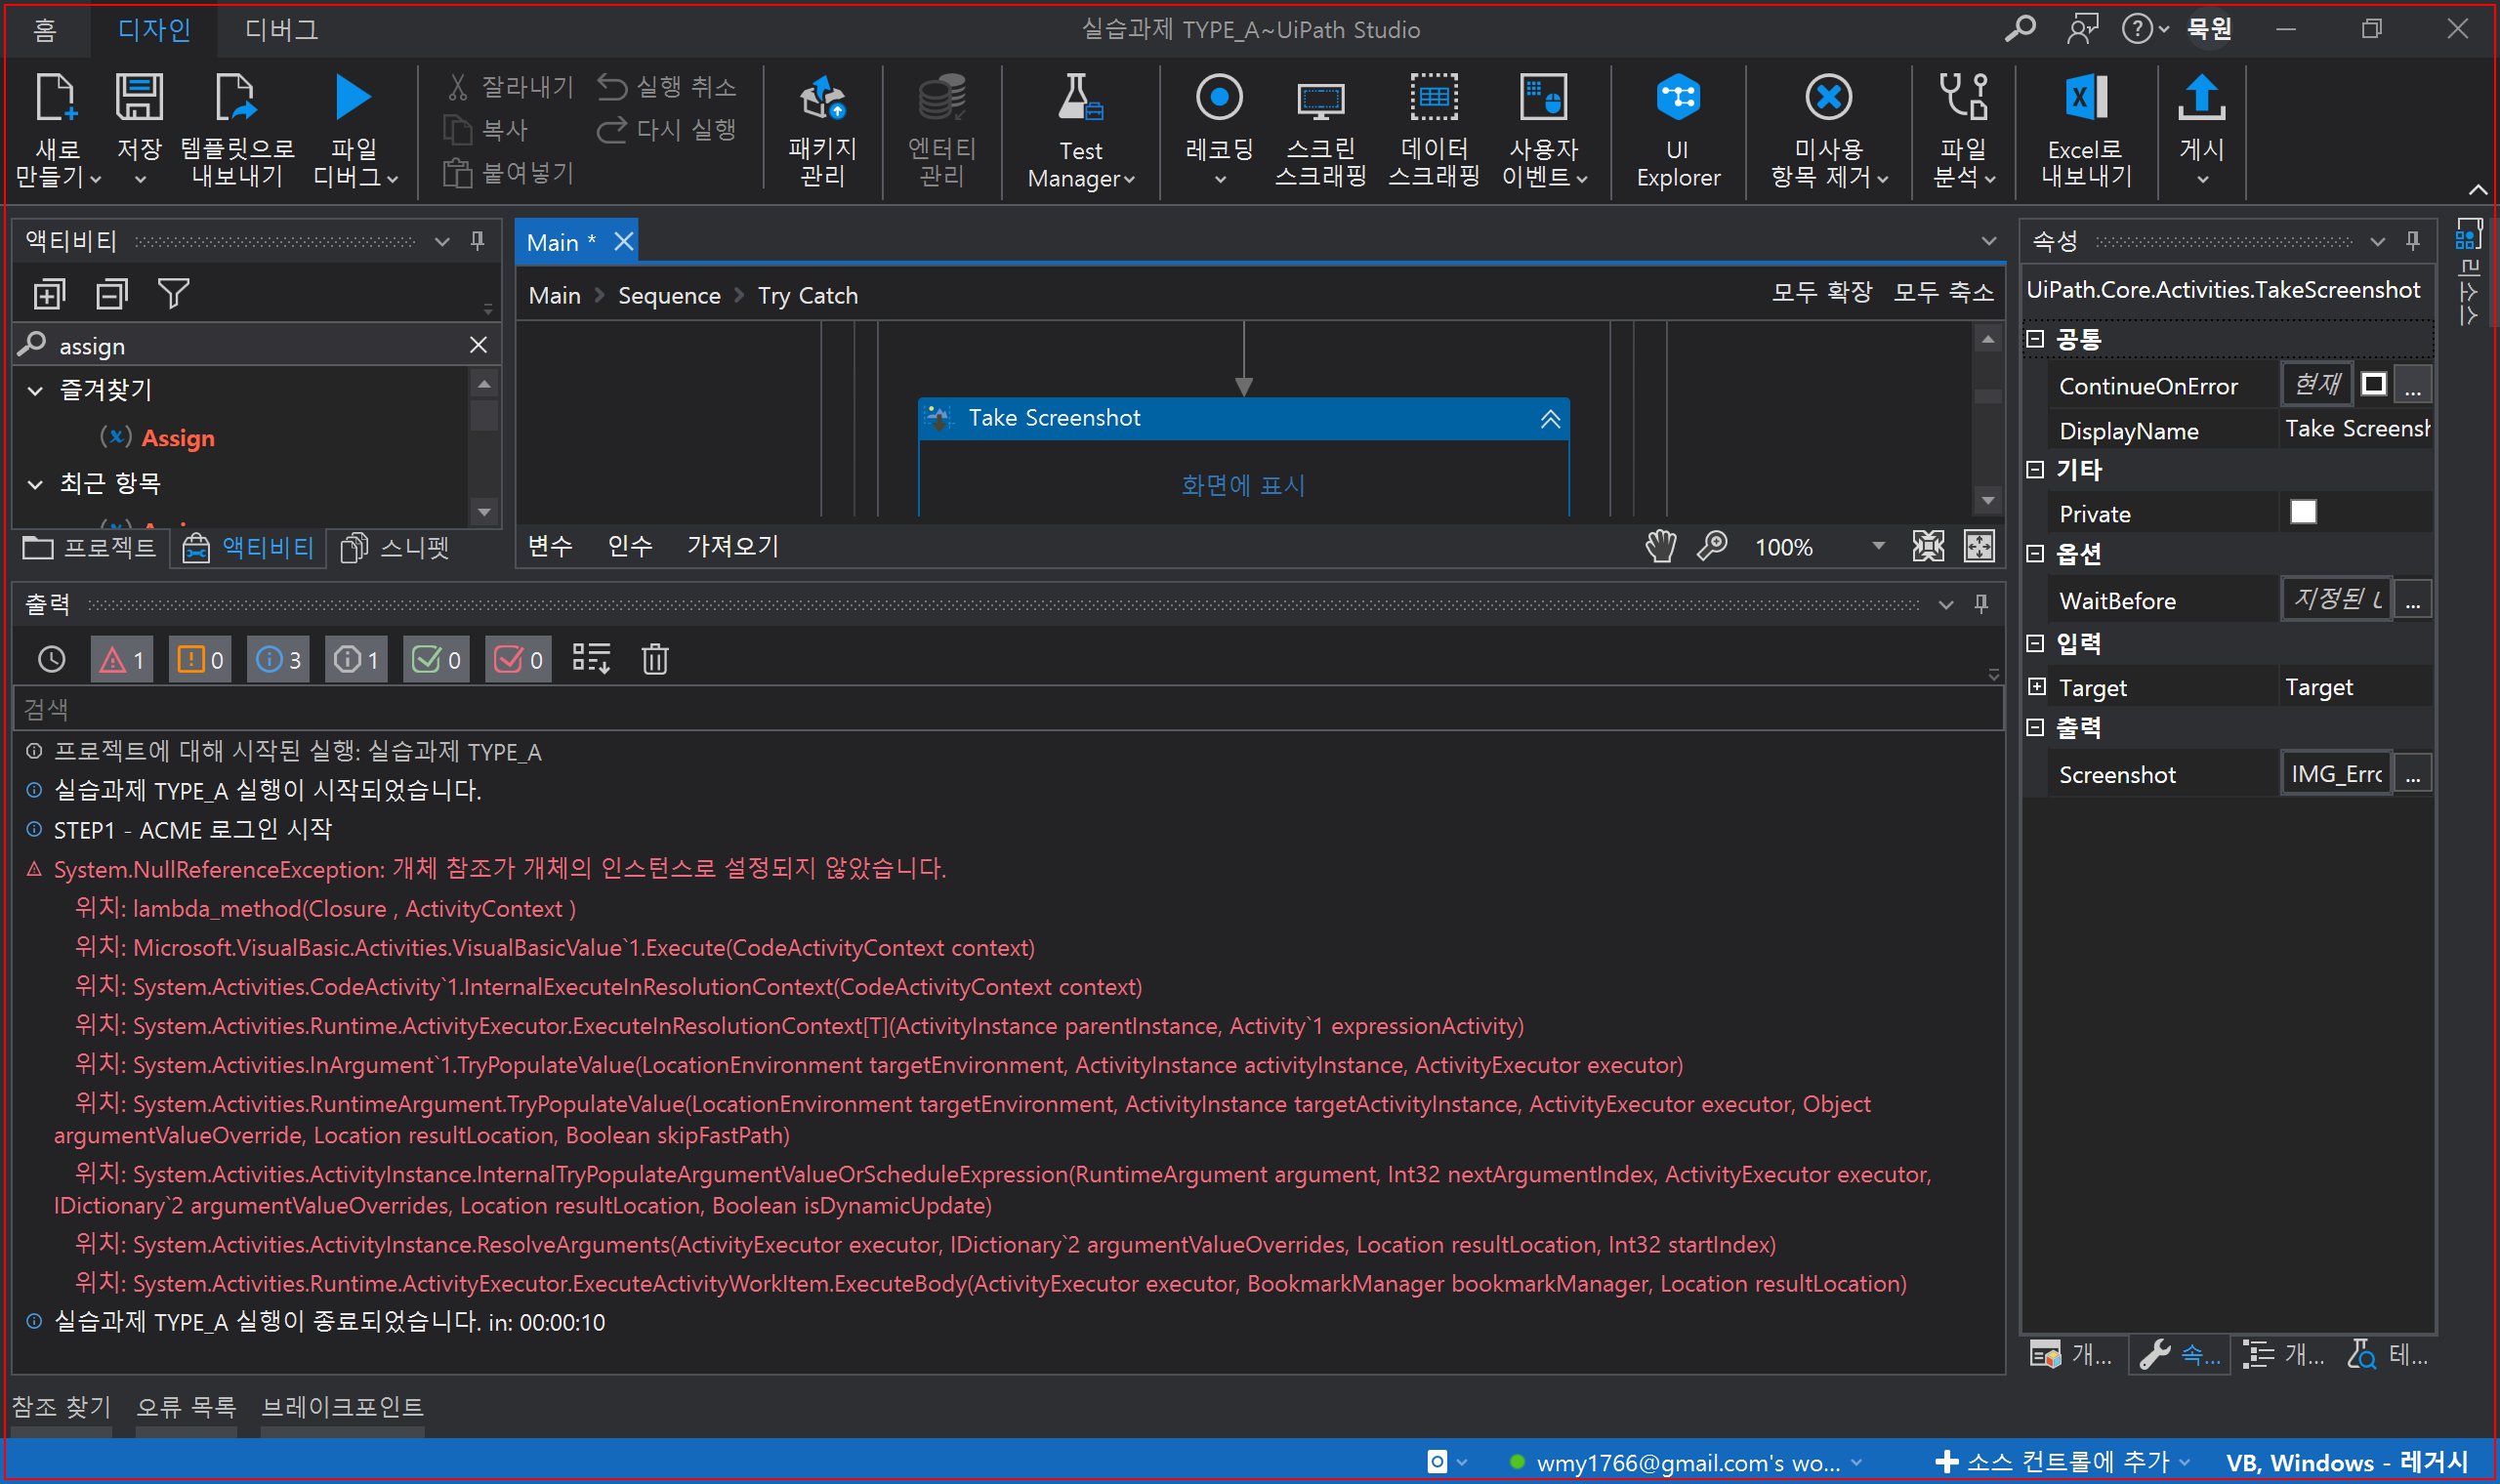 홈 디자인 디버그 실습과제 TYPE_A~UiPath Studio 묵원
새로 만들기
저장
템플릿으로 내보내기
파일 디버그
잘라내기
복사
붙여넣기
실행 취소
다시 실행
패키지 관리
엔터티 관리
Test Manager
레코딩
스크린 스크래핑
데이터 스크래핑
사용자 이벤트
UI Explorer
미사용 항목 제거
파일 분석
Excel로 내보내기
게시
액티비티
assign
즐겨찾기
(x) Assign
최근 항목
프로젝트 액티비티 스니펫
Main *
Main > Sequence > Try Catch
모두 확장 모두 축소
Take Screenshot
화면에 표시
변수 인수 가져오기 100%
출력
1 0 3 1 0 0
검색
프로젝트에 대해 시작된 실행: 실습과제 TYPE_A
실습과제 TYPE_A 실행이 시작되었습니다.
STEP1 - ACME 로그인 시작
System.NullReferenceException: 개체 참조가 개체의 인스턴스로 설정되지 않았습니다.
위치: lambda_method(Closure , ActivityContext )
위치: Microsoft.VisualBasic.Activities.VisualBasicValue`1.Execute(CodeActivityContext context)
위치: System.Activities.CodeActivity`1.InternalExecuteInResolutionContext(CodeActivityContext context)
위치: System.Activities.Runtime.ActivityExecutor.ExecuteInResolutionContext[T](ActivityInstance parentInstance, Activity`1 expressionActivity)
위치: System.Activities.InArgument`1.TryPopulateValue(LocationEnvironment targetEnvironment, ActivityInstance activityInstance, ActivityExecutor executor)
위치: System.Activities.RuntimeArgument.TryPopulateValue(LocationEnvironment targetEnvironment, ActivityInstance targetActivityInstance, ActivityExecutor executor, Object
argumentValueOverride, Location resultLocation, Boolean skipFastPath)
위치: System.Activities.ActivityInstance.InternalTryPopulateArgumentValueOrScheduleExpression(RuntimeArgument argument, Int32 nextArgumentIndex, ActivityExecutor executor,
IDictionary`2 argumentValueOverrides, Location resultLocation, Boolean isDynamicUpdate)
위치: System.Activities.ActivityInstance.ResolveArguments(ActivityExecutor executor, IDictionary`2 argumentValueOverrides, Location resultLocation, Int32 startIndex)
위치: System.Activities.Runtime.ActivityExecutor.ExecuteActivityWorkItem.ExecuteBody(ActivityExecutor executor, BookmarkManager bookmarkManager, Location resultLocation)
실습과제 TYPE_A 실행이 종료되었습니다. in: 00:00:10
속성
UiPath.Core.Activities.TakeScreenshot
공통
ContinueOnError 현재 ...
DisplayName Take Screensh
기타
Private
옵션
WaitBefore 지정된 ...
입력
Target Target
출력
Screenshot IMG_Erro ...
개... 속... 개... 테...
리소스
참조 찾기 오류 목록 브레이크포인트
wmy1766@gmail.com's wo... 소스 컨트롤에 추가 VB, Windows - 레거시